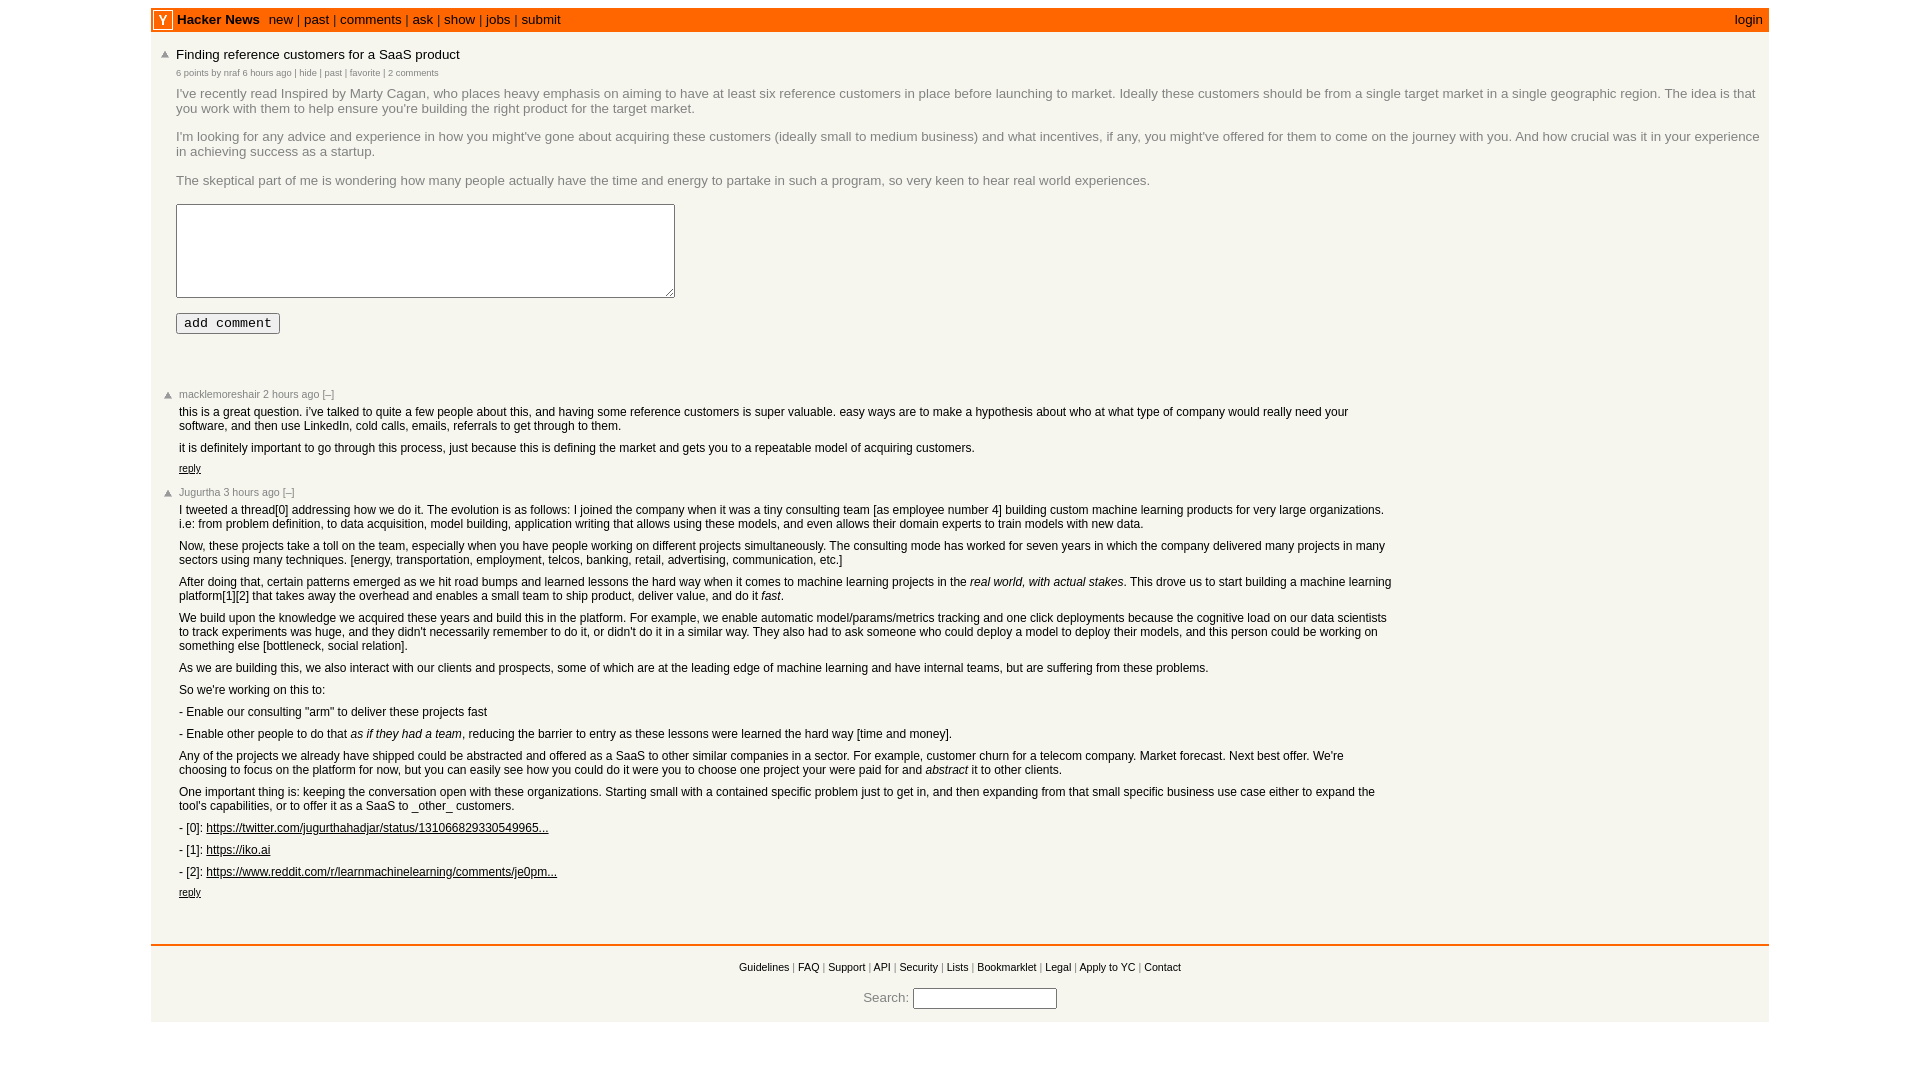 Y Hacker News new | past | comments | ask | show | jobs | submit login
Finding reference customers for a SaaS product
6 points by nraf 6 hours ago | hide | past | favorite | 2 comments
I've recently read Inspired by Marty Cagan, who places heavy emphasis on aiming to have at least six reference customers in place before launching to market. Ideally these customers should be from a single target market in a single geographic region. The idea is that
you work with them to help ensure you're building the right product for the target market.
I'm looking for any advice and experience in how you might've gone about acquiring these customers (ideally small to medium business) and what incentives, if any, you might've offered for them to come on the journey with you. And how crucial was it in your experience
in achieving success as a startup.
The skeptical part of me is wondering how many people actually have the time and energy to partake in such a program, so very keen to hear real world experiences.
add comment
macklemoreshair 2 hours ago [–]
this is a great question. i've talked to quite a few people about this, and having some reference customers is super valuable. easy ways are to make a hypothesis about who at what type of company would really need your
software, and then use LinkedIn, cold calls, emails, referrals to get through to them.
it is definitely important to go through this process, just because this is defining the market and gets you to a repeatable model of acquiring customers.
reply
Jugurtha 3 hours ago [–]
I tweeted a thread[0] addressing how we do it. The evolution is as follows: I joined the company when it was a tiny consulting team [as employee number 4] building custom machine learning products for very large organizations.
i.e: from problem definition, to data acquisition, model building, application writing that allows using these models, and even allows their domain experts to train models with new data.
Now, these projects take a toll on the team, especially when you have people working on different projects simultaneously. The consulting mode has worked for seven years in which the company delivered many projects in many
sectors using many techniques. [energy, transportation, employment, telcos, banking, retail, advertising, communication, etc.]
After doing that, certain patterns emerged as we hit road bumps and learned lessons the hard way when it comes to machine learning projects in the real world, with actual stakes. This drove us to start building a machine learning
platform[1][2] that takes away the overhead and enables a small team to ship product, deliver value, and do it fast.
We build upon the knowledge we acquired these years and build this in the platform. For example, we enable automatic model/params/metrics tracking and one click deployments because the cognitive load on our data scientists
to track experiments was huge, and they didn't necessarily remember to do it, or didn't do it in a similar way. They also had to ask someone who could deploy a model to deploy their models, and this person could be working on
something else [bottleneck, social relation].
As we are building this, we also interact with our clients and prospects, some of which are at the leading edge of machine learning and have internal teams, but are suffering from these problems.
So we're working on this to:
- Enable our consulting "arm" to deliver these projects fast
- Enable other people to do that as if they had a team, reducing the barrier to entry as these lessons were learned the hard way [time and money].
Any of the projects we already have shipped could be abstracted and offered as a SaaS to other similar companies in a sector. For example, customer churn for a telecom company. Market forecast. Next best offer. We're
choosing to focus on the platform for now, but you can easily see how you could do it were you to choose one project your were paid for and abstract it to other clients.
One important thing is: keeping the conversation open with these organizations. Starting small with a contained specific problem just to get in, and then expanding from that small specific business use case either to expand the
tool's capabilities, or to offer it as a SaaS to _other_ customers.
- [0]: https://twitter.com/jugurthahadjar/status/131066829330549965...
- [1]: https://iko.ai
- [2]: https://www.reddit.com/r/learnmachinelearning/comments/je0pm...
reply
Guidelines | FAQ | Support | API | Security | Lists | Bookmarklet | Legal | Apply to YC | Contact
Search: